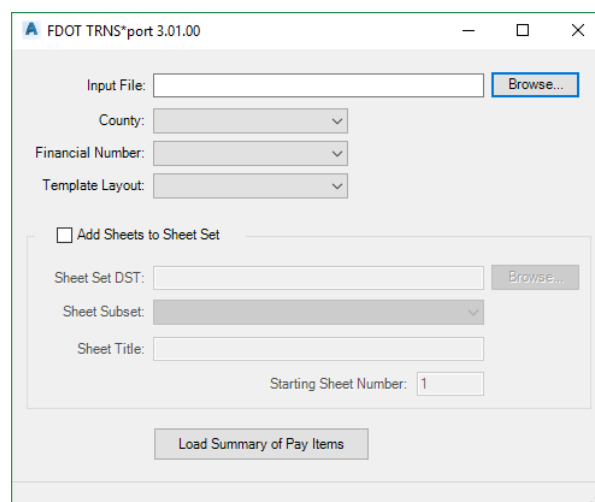 FDOT TRNS*port 3.01.00
Input File: Browse...
County:
Financial Number:
Template Layout:
Add Sheets to Sheet Set
Sheet Set DST: Browse...
Sheet Subset:
Sheet Title:
Starting Sheet Number: 1
Load Summary of Pay Items